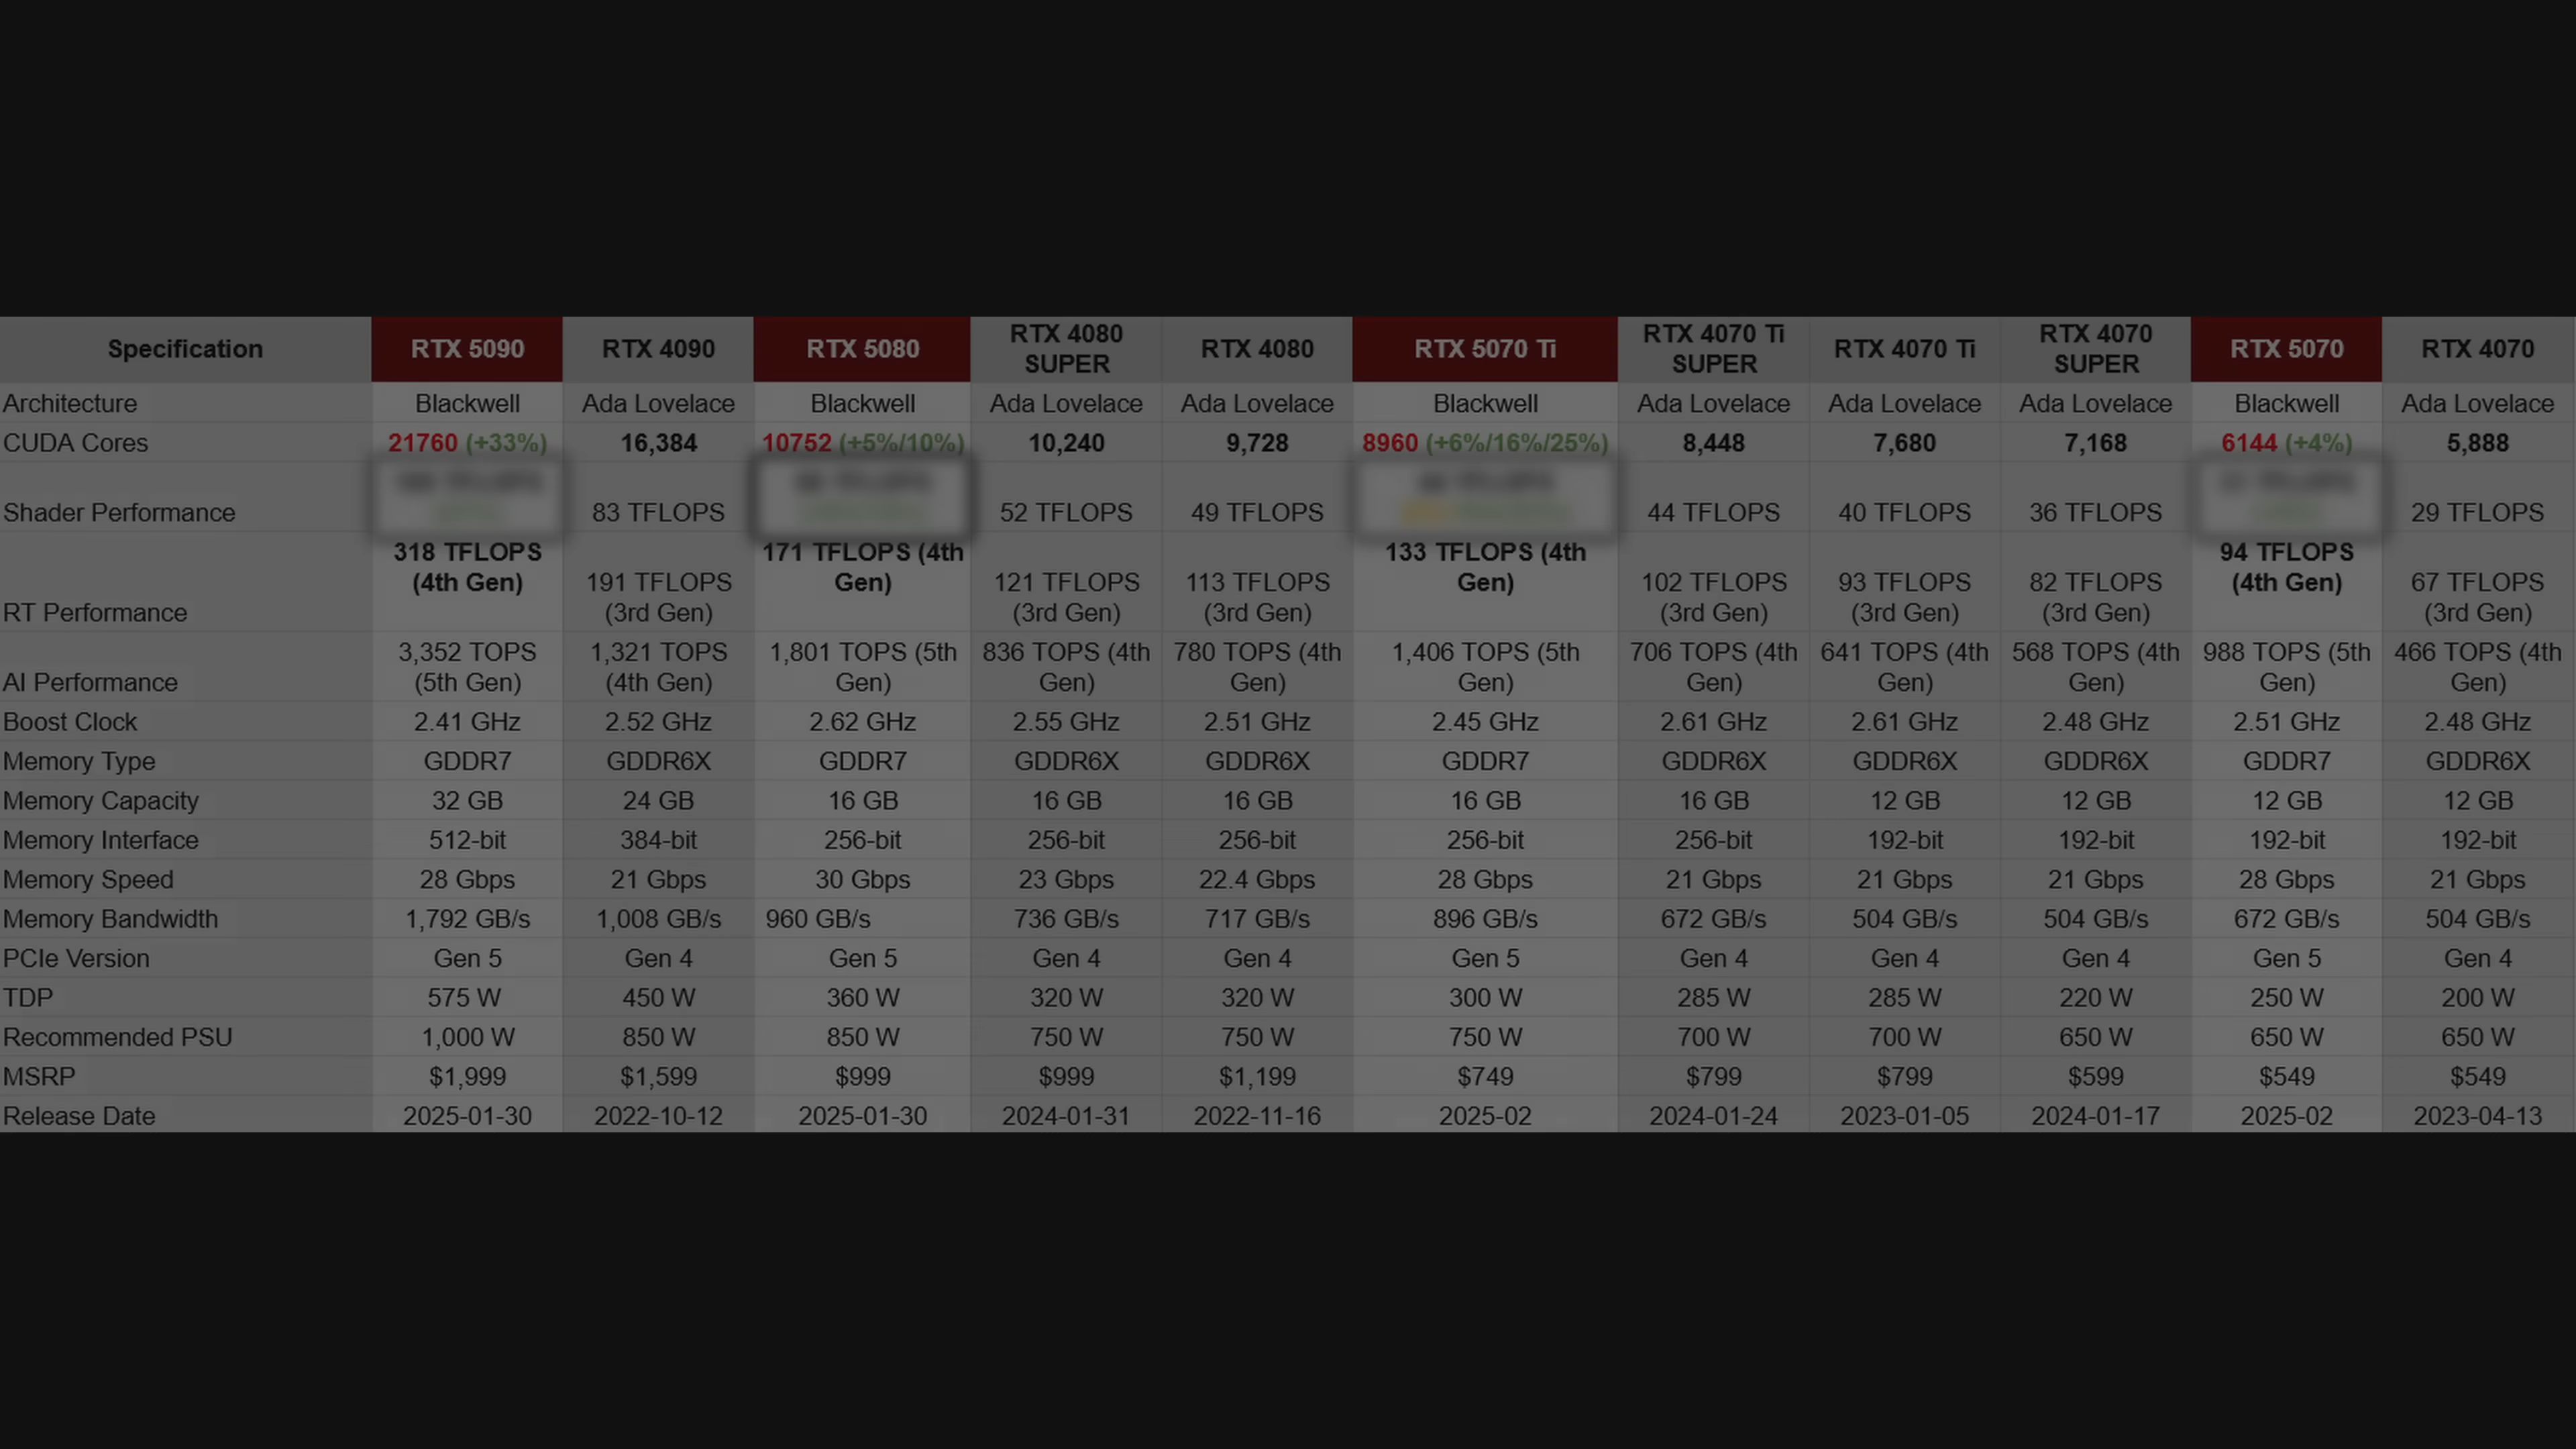 Specification RTX 5090 RTX 4090 RTX 5080 RTX 4080 SUPER RTX 4080 RTX 5070 Ti RTX 4070 Ti SUPER RTX 4070 Ti RTX 4070 SUPER RTX 5070 RTX 4070
Architecture Blackwell Ada Lovelace Blackwell Ada Lovelace Ada Lovelace Blackwell Ada Lovelace Ada Lovelace Ada Lovelace Blackwell Ada Lovelace
CUDA Cores 21760 (+33%) 16,384 10752 (+5%/10%) 10,240 9,728 8960 (+6%/16%/25%) 8,448 7,680 7,168 6144 (+4%) 5,888
Shader Performance 83 TFLOPS 52 TFLOPS 49 TFLOPS 44 TFLOPS 40 TFLOPS 36 TFLOPS 29 TFLOPS
RT Performance 318 TFLOPS (4th Gen) 191 TFLOPS (3rd Gen) 171 TFLOPS (4th Gen) 121 TFLOPS (3rd Gen) 113 TFLOPS (3rd Gen) 133 TFLOPS (4th Gen) 102 TFLOPS (3rd Gen) 93 TFLOPS (3rd Gen) 82 TFLOPS (3rd Gen) 94 TFLOPS (4th Gen) 67 TFLOPS (3rd Gen)
AI Performance 3,352 TOPS (5th Gen) 1,321 TOPS (4th Gen) 1,801 TOPS (5th Gen) 836 TOPS (4th Gen) 780 TOPS (4th Gen) 1,406 TOPS (5th Gen) 706 TOPS (4th Gen) 641 TOPS (4th Gen) 568 TOPS (4th Gen) 988 TOPS (5th Gen) 466 TOPS (4th Gen)
Boost Clock 2.41 GHz 2.52 GHz 2.62 GHz 2.55 GHz 2.51 GHz 2.45 GHz 2.61 GHz 2.61 GHz 2.48 GHz 2.51 GHz 2.48 GHz
Memory Type GDDR7 GDDR6X GDDR7 GDDR6X GDDR6X GDDR7 GDDR6X GDDR6X GDDR6X GDDR7 GDDR6X
Memory Capacity 32 GB 24 GB 16 GB 16 GB 16 GB 16 GB 16 GB 12 GB 12 GB 12 GB 12 GB
Memory Interface 512-bit 384-bit 256-bit 256-bit 256-bit 256-bit 256-bit 192-bit 192-bit 192-bit 192-bit
Memory Speed 28 Gbps 21 Gbps 30 Gbps 23 Gbps 22.4 Gbps 28 Gbps 21 Gbps 21 Gbps 21 Gbps 28 Gbps 21 Gbps
Memory Bandwidth 1,792 GB/s 1,008 GB/s 960 GB/s 736 GB/s 717 GB/s 896 GB/s 672 GB/s 504 GB/s 504 GB/s 672 GB/s 504 GB/s
PCIe Version Gen 5 Gen 4 Gen 5 Gen 4 Gen 4 Gen 5 Gen 4 Gen 4 Gen 4 Gen 5 Gen 4
TDP 575 W 450 W 360 W 320 W 320 W 300 W 285 W 285 W 220 W 250 W 200 W
Recommended PSU 1,000 W 850 W 850 W 750 W 750 W 750 W 700 W 700 W 650 W 650 W 650 W
MSRP $1,999 $1,599 $999 $999 $1,199 $749 $799 $799 $599 $549 $549
Release Date 2025-01-30 2022-10-12 2025-01-30 2024-01-31 2022-11-16 2025-02 2024-01-24 2023-01-05 2024-01-17 2025-02 2023-04-13